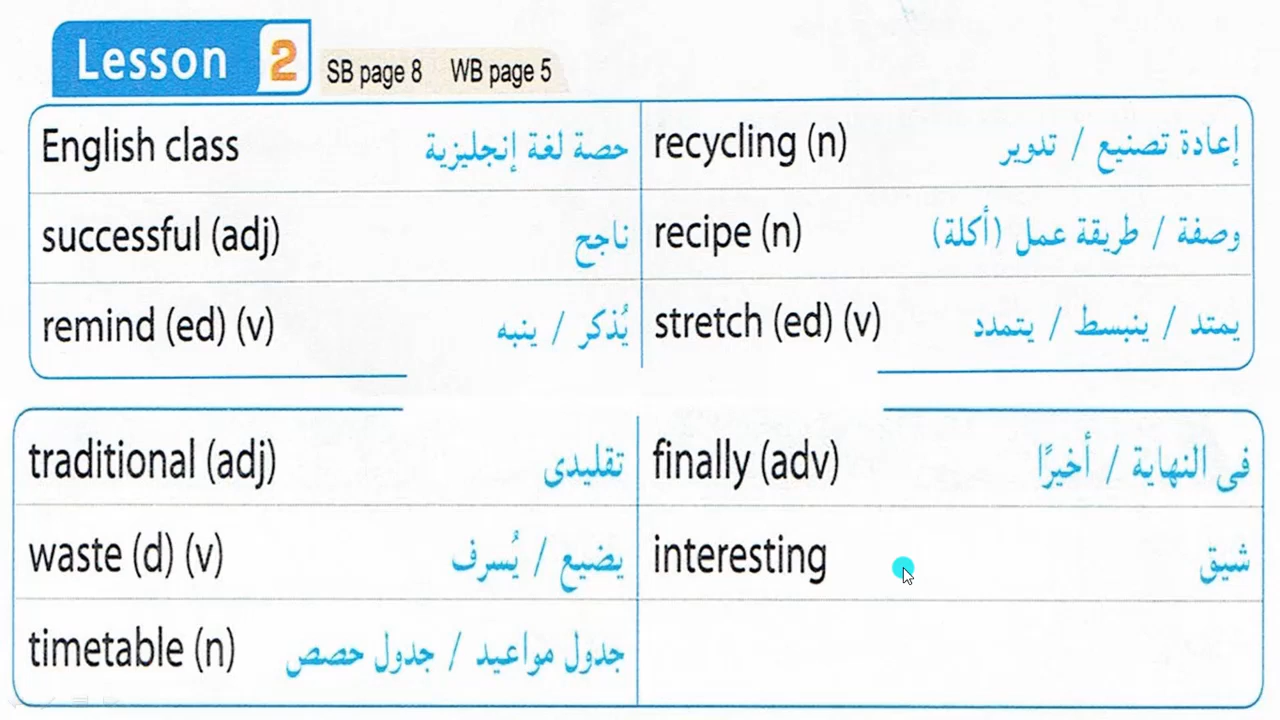 Lesson 2 SB page 8 WB page 5
English class حصة لغة إنجليزية
recycling (n) إعادة تصنيع / تدوير
successful (adj) ناجح
recipe (n) وصفة / طريقة عمل (أكلة)
remind (ed) (v) يُذكر / ينبه
stretch (ed) (v) يمتد / ينبسط / يتمدد
traditional (adj) تقليدى
finally (adv) فى النهاية / أخيرًا
waste (d) (v) يضيع / يُسرف
interesting شيق
timetable (n) جدول مواعيد / جدول حصص